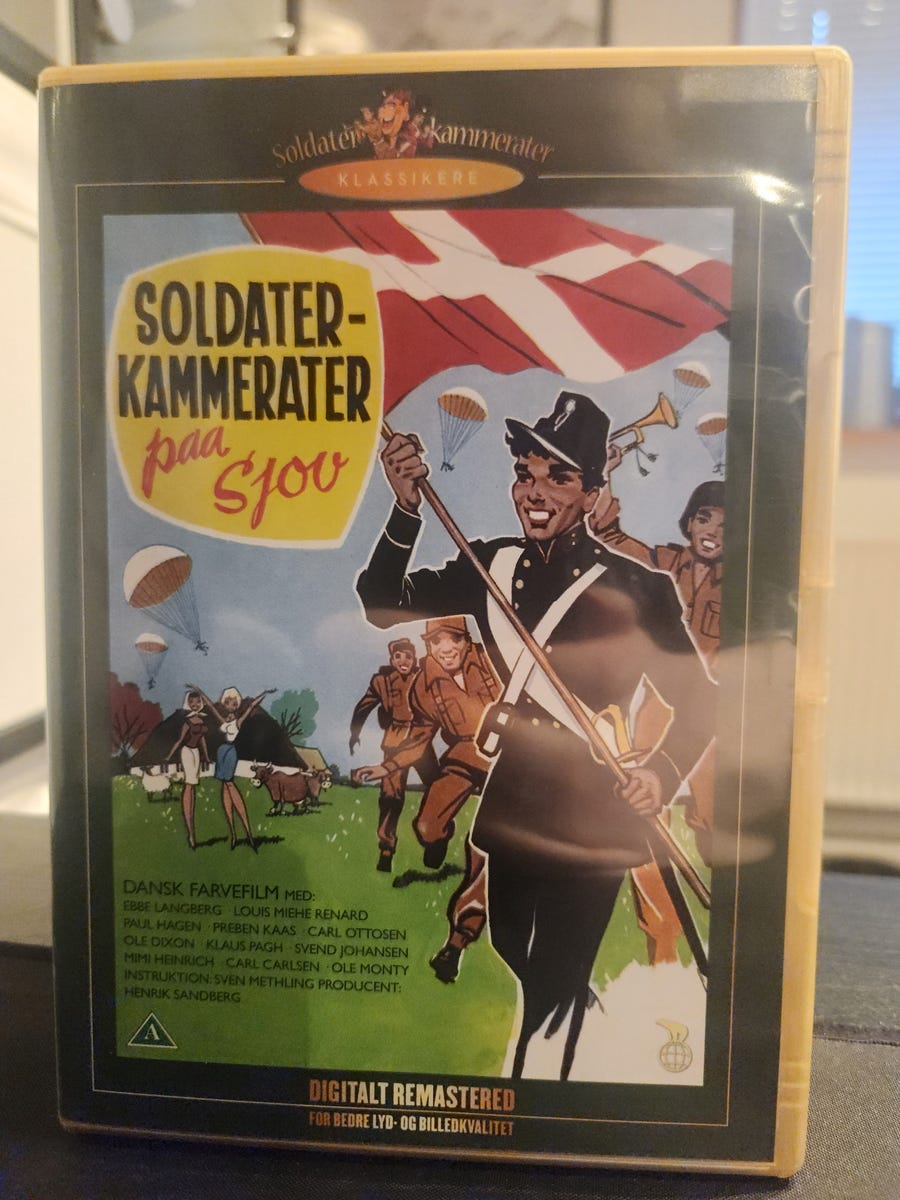 Soldaterkammerater
KLASSIKERE
SOLDATER-
KAMMERATER
paa
Sjov
DANSK FARVEFILM MED:
EBBE LANGBERG · LOUIS MIEHE RENARD
PAUL HAGEN · PREBEN KAAS · CARL OTTOSEN
OLE DIXON · KLAUS PAGH · SVEND JOHANSEN
MIMI HEINRICH · CARL CARLSEN · OLE MONTY
INSTRUKTION: SVEN METHLING PRODUCENT:
HENRIK SANDBERG
A
DIGITALT REMASTERED
FOR BEDRE LYD- OG BILLEDKVALITET